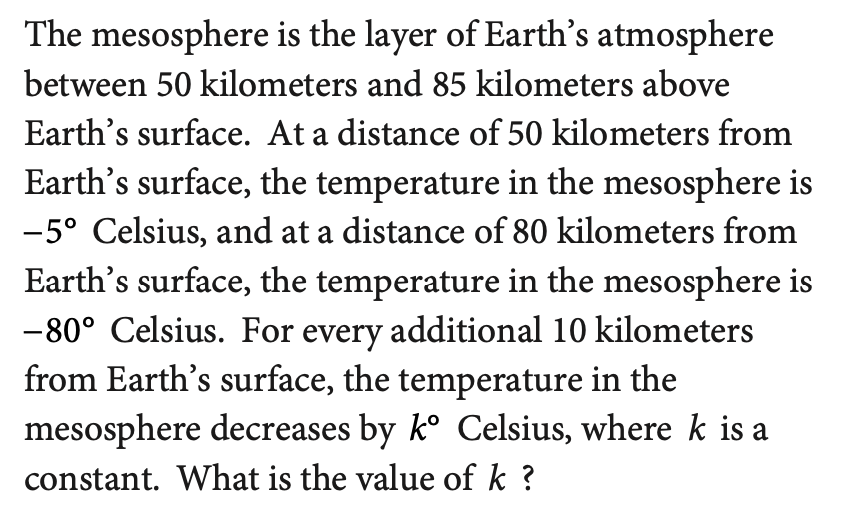 The mesosphere is the layer of Earth’s atmosphere
between 50 kilometers and 85 kilometers above
Earth’s surface. At a distance of 50 kilometers from
Earth’s surface, the temperature in the mesosphere is
−5° Celsius, and at a distance of 80 kilometers from
Earth’s surface, the temperature in the mesosphere is
−80° Celsius. For every additional 10 kilometers
from Earth’s surface, the temperature in the
mesosphere decreases by k° Celsius, where k is a
constant. What is the value of k ?